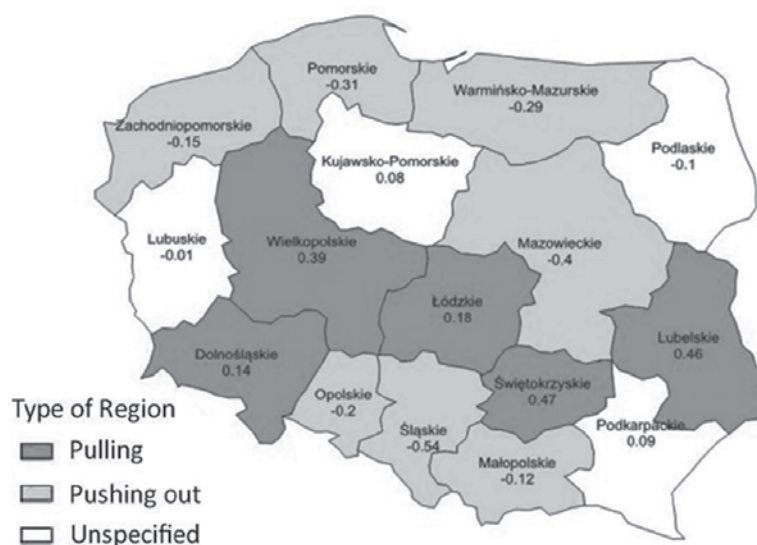 Pomorskie
-0.31
Warmińsko-Mazurskie
-0.29
Zachodniopomorskie
-0.15
Kujawsko-Pomorskie
0.08
Podlaskie
-0.1
Lubuskie
-0.01
Wielkopolskie
0.39
Mazowieckie
-0.4
Łódzkie
0.18
Lubelskie
0.46
Dolnośląskie
0.14
Opolskie
-0.2
Śląskie
-0.54
Świętokrzyskie
0.47
Małopolskie
-0.12
Podkarpackie
0.09
Type of Region
Pulling
Pushing out
Unspecified